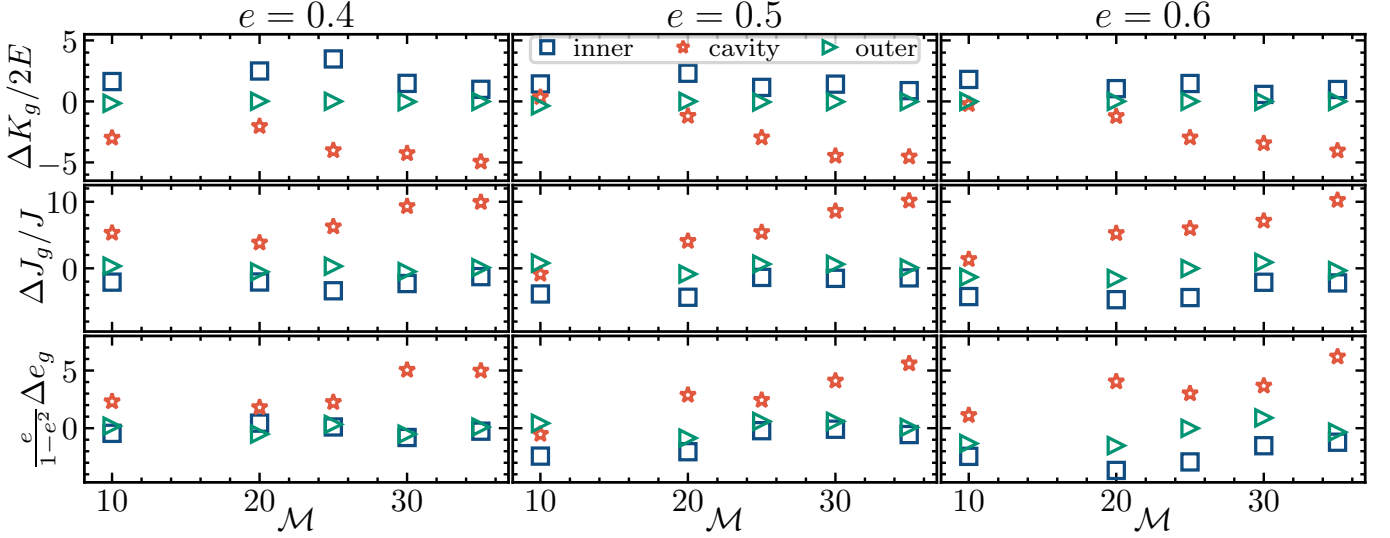 e = 0.4 e = 0.5 e = 0.6
inner cavity outer
−ΔK_g/2E 5 0 −5
ΔJ_g/J 10 0
e/(1−e²) Δe_g 5 0
10 20 30 10 20 30 10 20 30
ℳ ℳ ℳ